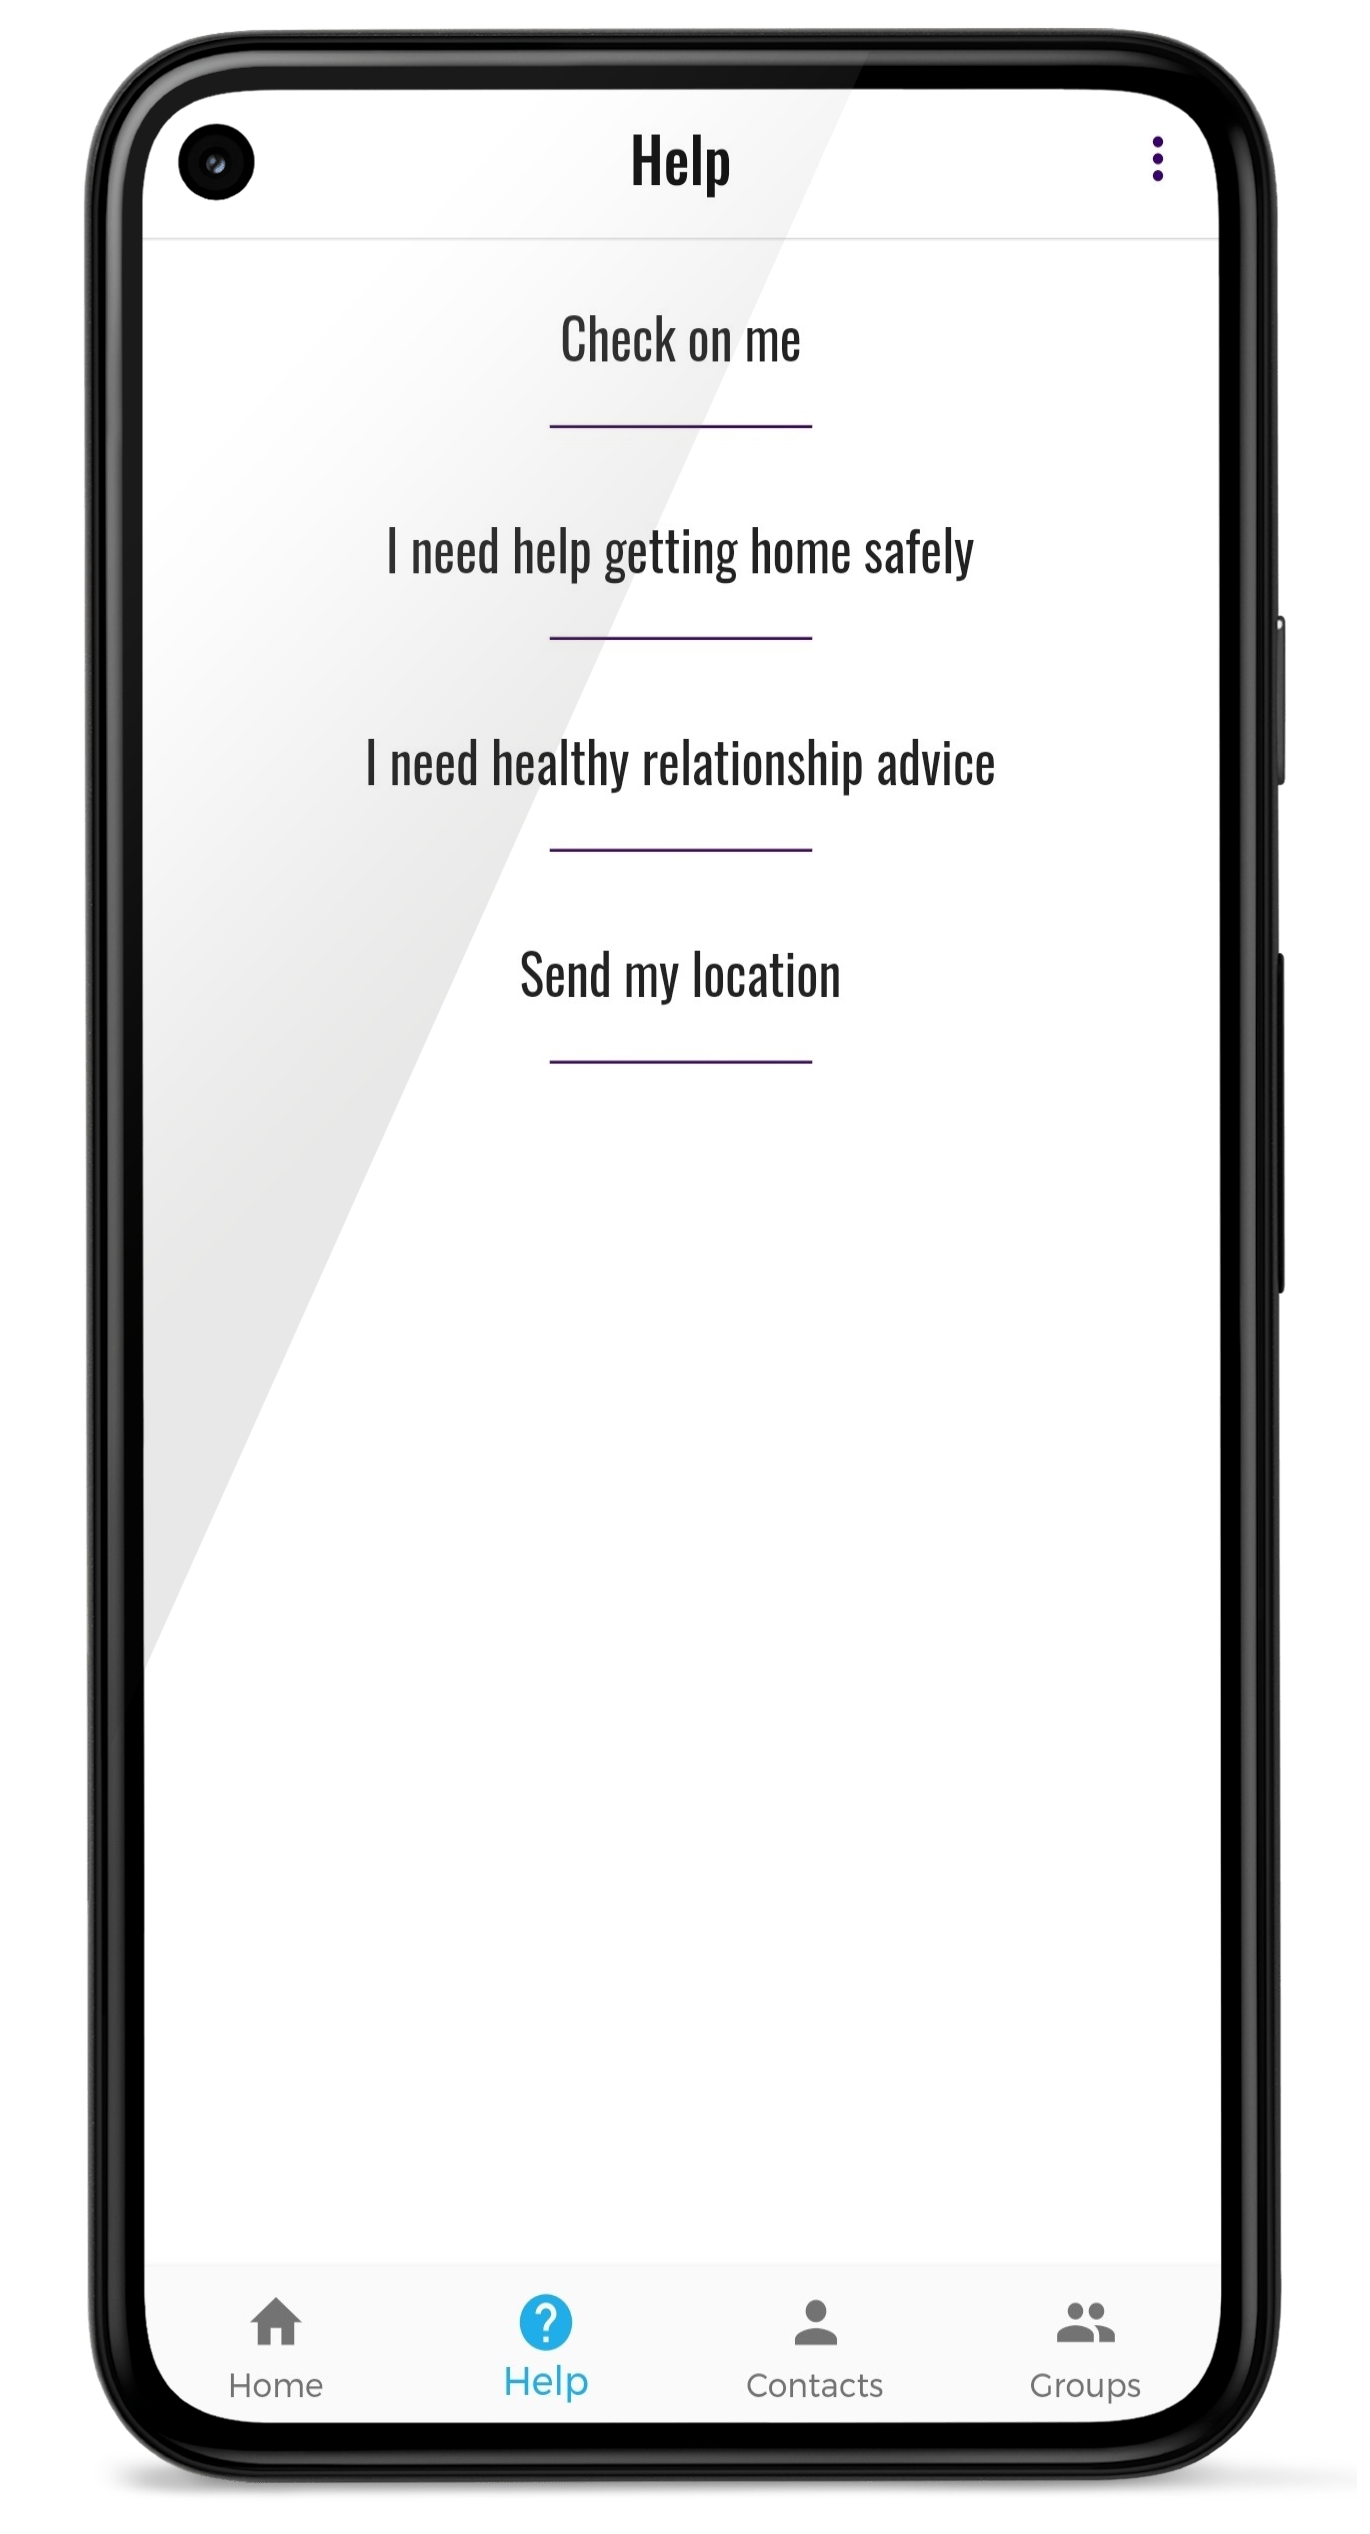 Help
Check on me
I need help getting home safely
I need healthy relationship advice
Send my location
Home
Help
Contacts
Groups